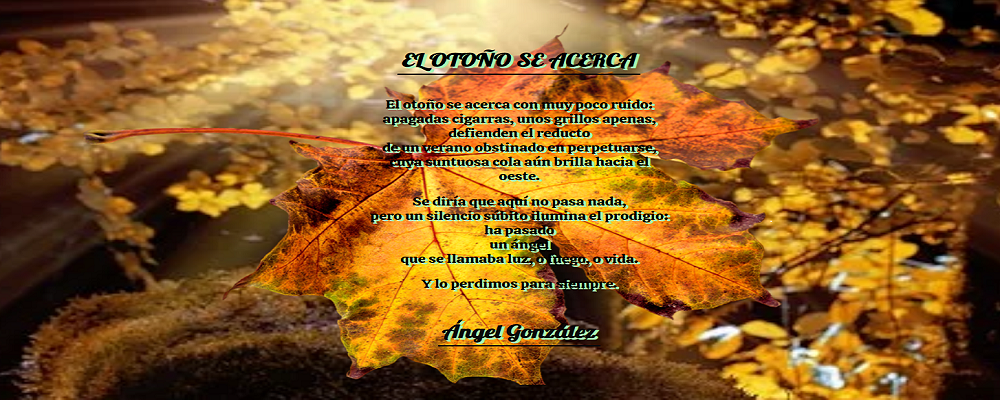 EL OTOÑO SE ACERCA
El otoño se acerca con muy poco ruido:
apagadas cigarras, unos grillos apenas,
defienden el reducto
de un verano obstinado en perpetuarse,
cuya suntuosa cola aún brilla hacia el
oeste.
Se diría que aquí no pasa nada,
pero un silencio súbito ilumina el prodigio:
ha pasado
un ángel
que se llamaba luz, o fuego, o vida.
Y lo perdimos para siempre.
Ángel González